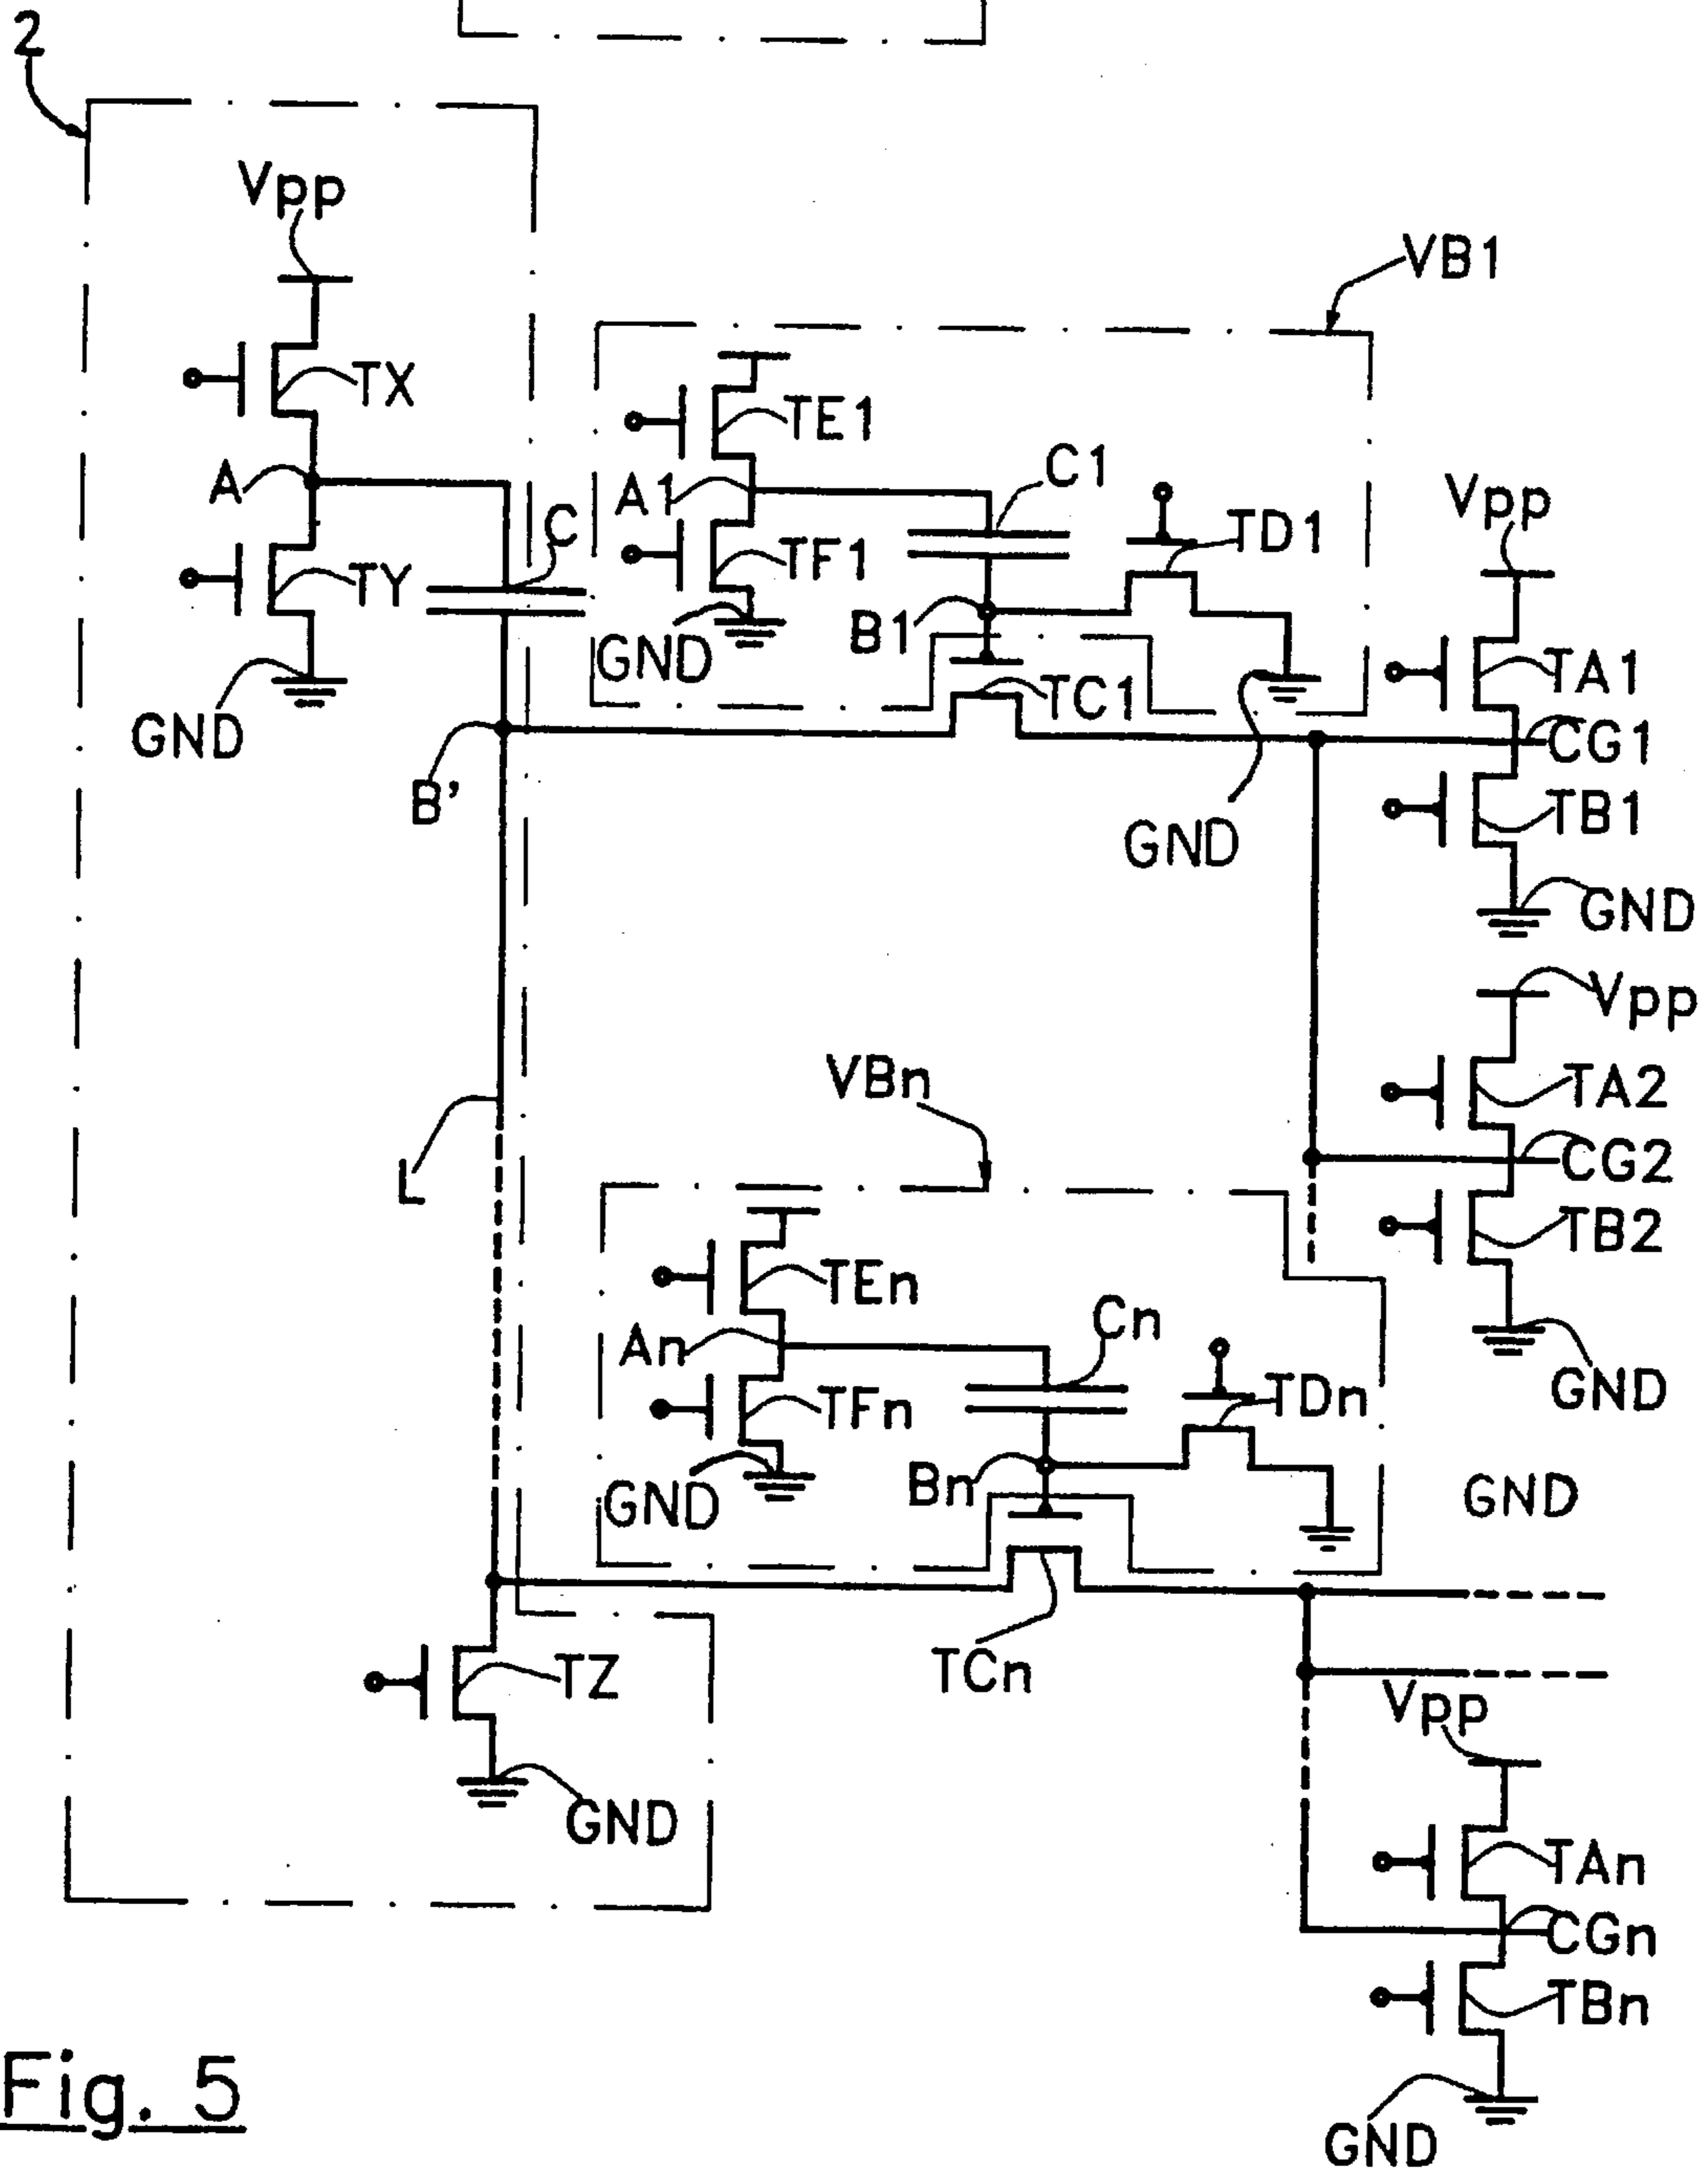 2
Vpp
VB1
TX
TE1
A
A1
C1
Vpp
C
TD1
TY
TF1
B1
GND
TC1
TA1
GND
CG1
B'
TB1
GND
GND
Vpp
VBn
TA2
L
CG2
TB2
TEn
An
Cn
TDn
GND
TFn
Bn
GND
GND
TCn
TZ
Vpp
GND
TAn
CGn
TBn
Fig. 5
GND